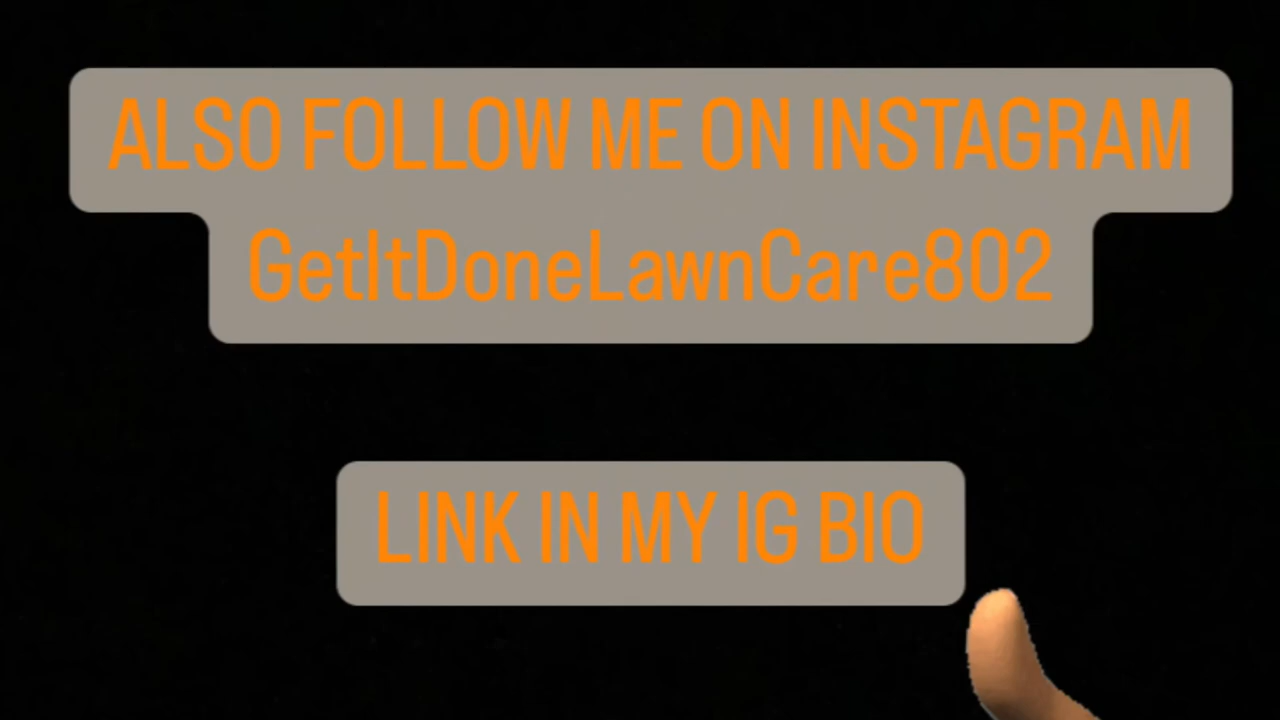 ALSO FOLLOW ME ON INSTAGRAM
GetItDoneLawnCare802
LINK IN MY IG BIO